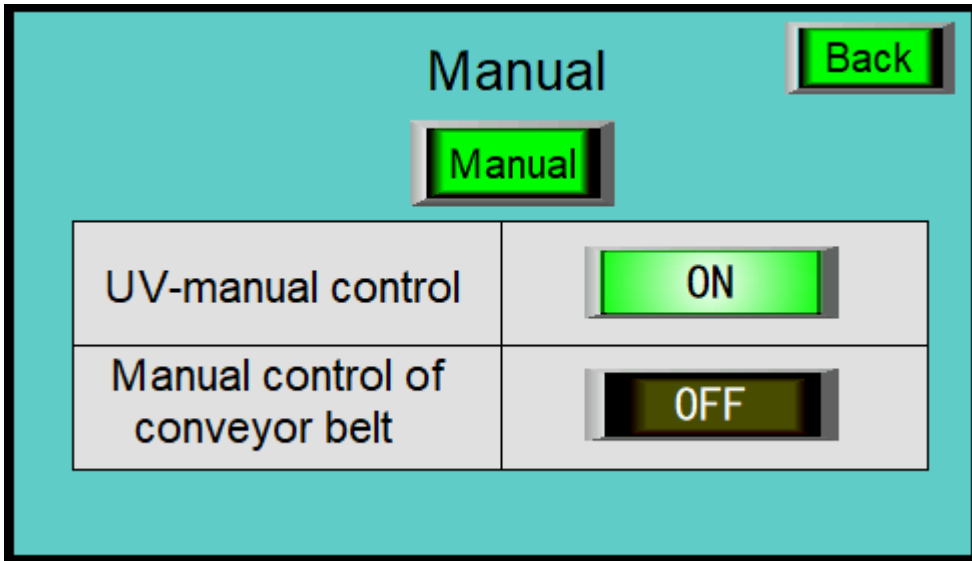 Manual
Back
Manual
UV-manual control
ON
Manual control of
conveyor belt
OFF